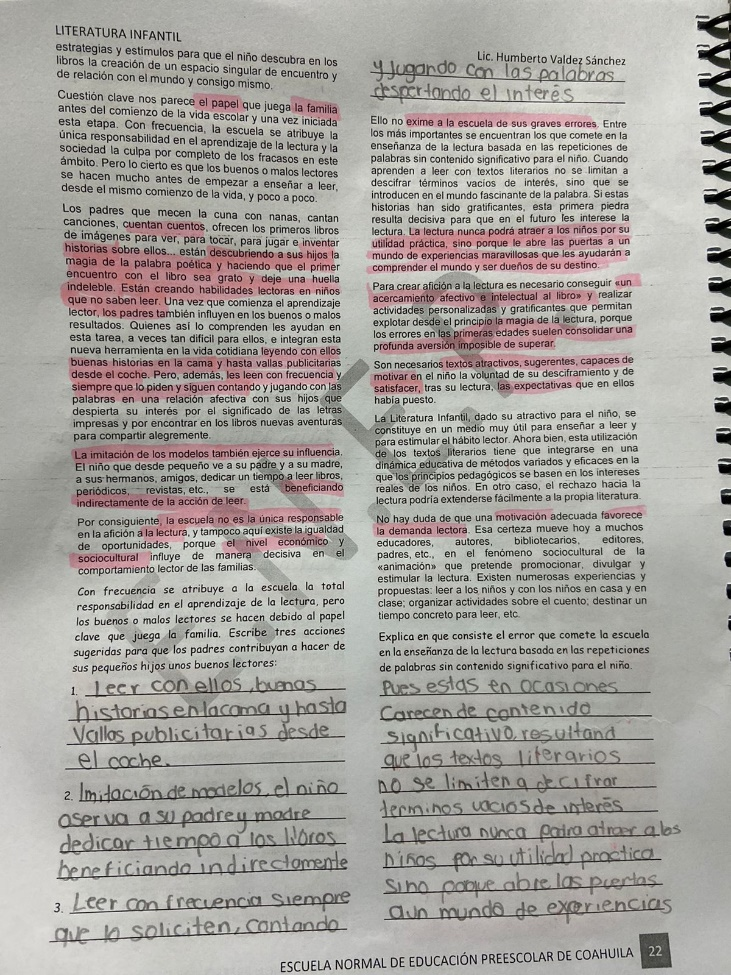 LITERATURA INFANTIL
estrategias y estimulos para que el niño descubra en los
libros la creación de un espacio singular de encuentro y
de relación con el mundo y consigo mismo.
Cuestión clave nos parece el papel que juega la familia
antes del comienzo de la vida escolar y una vez iniciada
esta etapa. Con frecuencia, la escuela se atribuye la
única responsabilidad en el aprendizaje de la lectura y la
sociedad la culpa por completo de los fracasos en este
ámbito. Pero lo cierto es que los buenos o malos lectores
se hacen mucho antes de empezar a enseñar a leer,
desde el mismo comienzo de la vida, y poco a poco.
Los padres que mecen la cuna con nanas, cantan
canciones, cuentan cuentos, ofrecen los primeros libros
de imágenes para ver, para tocar, para jugar e inventar
historias sobre ellos... están descubriendo a sus hijos la
magia de la palabra poética y haciendo que el primer
encuentro con el libro sea grato y deje una huella
indeleble. Están creando habilidades lectoras en niños
que no saben leer. Una vez que comienza el aprendizaje
lector, los padres también influyen en los buenos o malos
resultados. Quienes así lo comprenden les ayudan en
esta tarea, a veces tan difícil para ellos, e integran esta
nueva herramienta en la vida cotidiana leyendo con ellos
buenas historias en la cama y hasta vallas publicitarias
desde el coche. Pero, además, les leen con frecuencia y
siempre que lo piden y siguen contando y jugando con las
palabras en una relación afectiva con sus hijos que
despierta su interés por el significado de las letras
impresas y por encontrar en los libros nuevas aventuras
para compartir alegremente.
La imitación de los modelos también ejerce su influencia.
El niño que desde pequeño ve a su padre y a su madre,
a sus hermanos, amigos, dedicar un tiempo a leer libros,
periódicos, revistas, etc., se está beneficiando
indirectamente de la acción de leer.
Por consiguiente, la escuela no es la única responsable
en la afición a la lectura, y tampoco aquí existe la igualdad
de oportunidades, porque el nivel económico y
sociocultural influye de manera decisiva en el
comportamiento lector de las familias.
Con frecuencia se atribuye a la escuela la total
responsabilidad en el aprendizaje de la lectura, pero
los buenos o malos lectores se hacen debido al papel
clave que juega la familia. Escribe tres acciones
sugeridas para que los padres contribuyan a hacer de
sus pequeños hijos unos buenos lectores:
1. Leer con ellos, buenas
historias en la cama y hasta
Vallas publicitarias desde
el coche.
2. Imitación de modelos, el niño
oserva a su padre y madre
dedicar tiempo a los libros
beneficiando indirectamente
3. Leer con frecuencia siempre
que lo soliciten, contando
Lic. Humberto Valdez Sánchez
y jugando con las palabras
despertando el interés
Ello no exime a la escuela de sus graves errores. Entre
los más importantes se encuentran los que comete en la
enseñanza de la lectura basada en las repeticiones de
palabras sin contenido significativo para el niño. Cuando
aprenden a leer con textos literarios no se limitan a
descifrar términos vacios de interés, sino que se
introducen en el mundo fascinante de la palabra. Si estas
historias han sido gratificantes, esta primera piedra
resulta decisiva para que en el futuro les interese la
lectura. La lectura nunca podrá atraer a los niños por su
utilidad práctica, sino porque le abre las puertas a un
mundo de experiencias maravillosas que les ayudarán a
comprender el mundo y ser dueños de su destino.
Para crear afición a la lectura es necesario conseguir «un
acercamiento afectivo e intelectual al libro» y realizar
actividades personalizadas y gratificantes que permitan
explotar desde el principio la magia de la lectura, porque
los errores en las primeras edades suelen consolidar una
profunda aversión imposible de superar.
Son necesarios textos atractivos, sugerentes, capaces de
motivar en el niño la voluntad de su desciframiento y de
satisfacer, tras su lectura, las expectativas que en ellos
había puesto.
La Literatura Infantil, dado su atractivo para el niño, se
constituye en un medio muy útil para enseñar a leer y
para estimular el hábito lector. Ahora bien, esta utilización
de los textos literarios tiene que integrarse en una
dinámica educativa de métodos variados y eficaces en la
que los principios pedagógicos se basen en los intereses
reales de los niños. En otro caso, el rechazo hacia la
lectura podría extenderse fácilmente a la propia literatura.
No hay duda de que una motivación adecuada favorece
la demanda lectora. Esa certeza mueve hoy a muchos
educadores, autores, bibliotecarios, editores,
padres, etc., en el fenómeno sociocultural de la
«animación» que pretende promocionar, divulgar y
estimular la lectura. Existen numerosas experiencias y
propuestas: leer a los niños y con los niños en casa y en
clase; organizar actividades sobre el cuento; destinar un
tiempo concreto para leer, etc.
Explica en que consiste el error que comete la escuela
en la enseñanza de la lectura basada en las repeticiones
de palabras sin contenido significativo para el niño.
Pues estas en ocasiones
Carecen de contenido
significativo, resultand
que los textos literarios
no se limiten a decifrar
terminos vacios de interés
La lectura nunca podra atraer a los
niños por su utilidad practica
sino porque abre las puertas
a un mundo de experiencias
ESCUELA NORMAL DE EDUCACIÓN PREESCOLAR DE COAHUILA 22